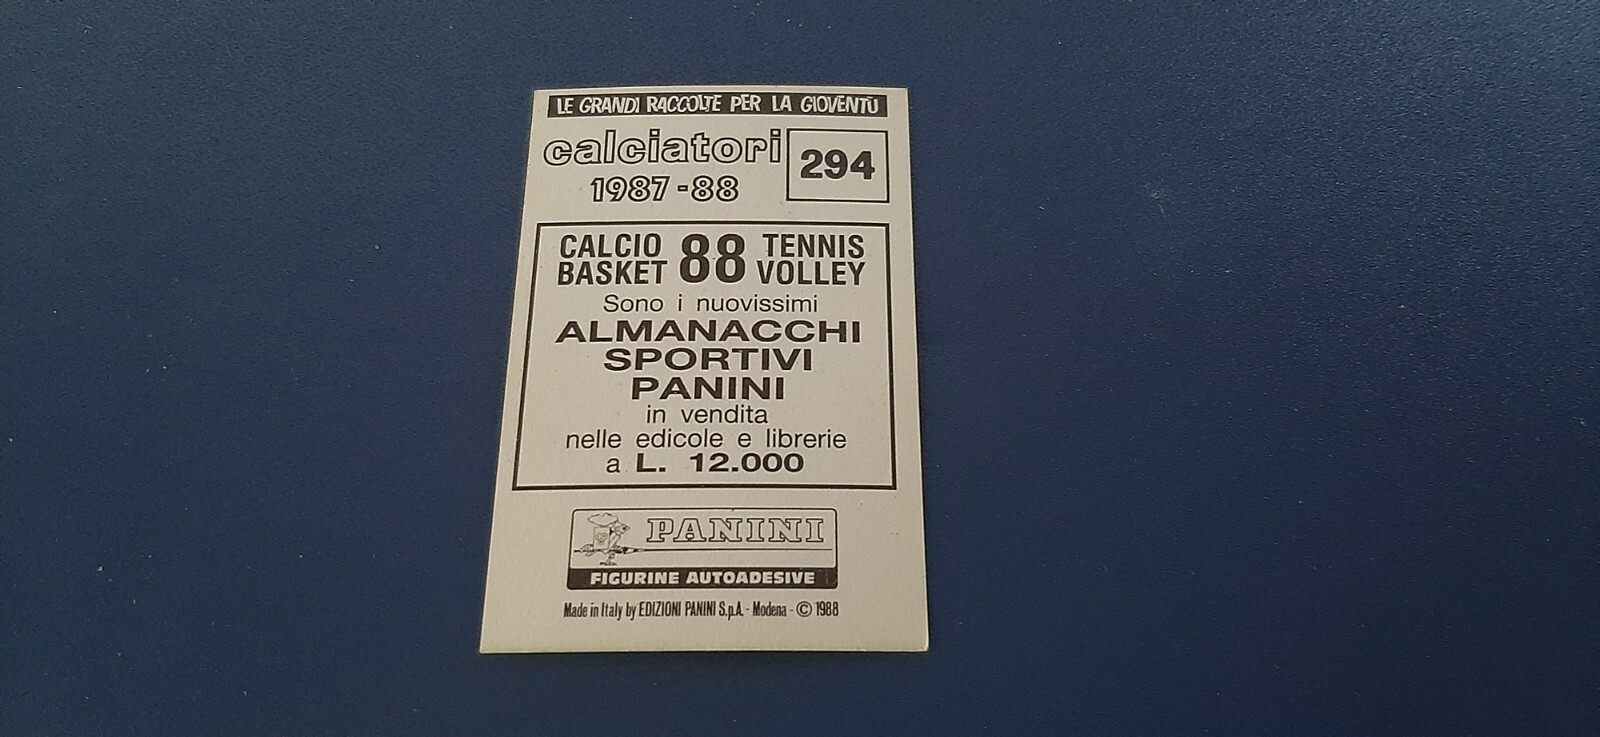 LE GRANDI RACCOLTE PER LA GIOVENTÙ
calciatori
1987-88
294
CALCIO 88 TENNIS
BASKET VOLLEY
Sono i nuovissimi
ALMANACCHI
SPORTIVI
PANINI
in vendita
nelle edicole e librerie
a L. 12.000
PANINI
FIGURINE AUTOADESIVE
Made in Italy by EDIZIONI PANINI S.p.A. - Modena - © 1988